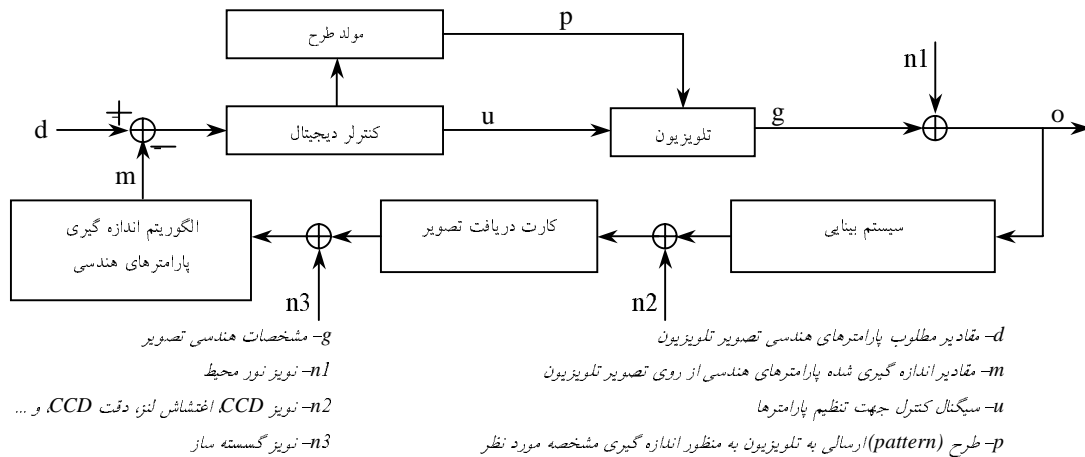 مولد طرح
p
n1
d
+
−
کنترلر دیجیتال
u
تلویزیون
g
o
m
الگوریتم اندازه گیری
پارامترهای هندسی
کارت دریافت تصویر
سیستم بینایی
n3
n2
d– مقادیر مطلوب پارامترهای هندسی تصویر تلویزیون
m– مقادیر اندازه گیری شده پارامترهای هندسی از روی تصویر تلویزیون
u– سیگنال کنترل جهت تنظیم پارامترها
p– طرح (pattern) ارسالی به تلویزیون به منظور اندازه گیری مشخصه مورد نظر
g– مشخصات هندسی تصویر
n1– نویز نور محیط
n2– نویز CCD، اغتشاش لنز، دقت CCD، و ...
n3– نویز گسسته ساز